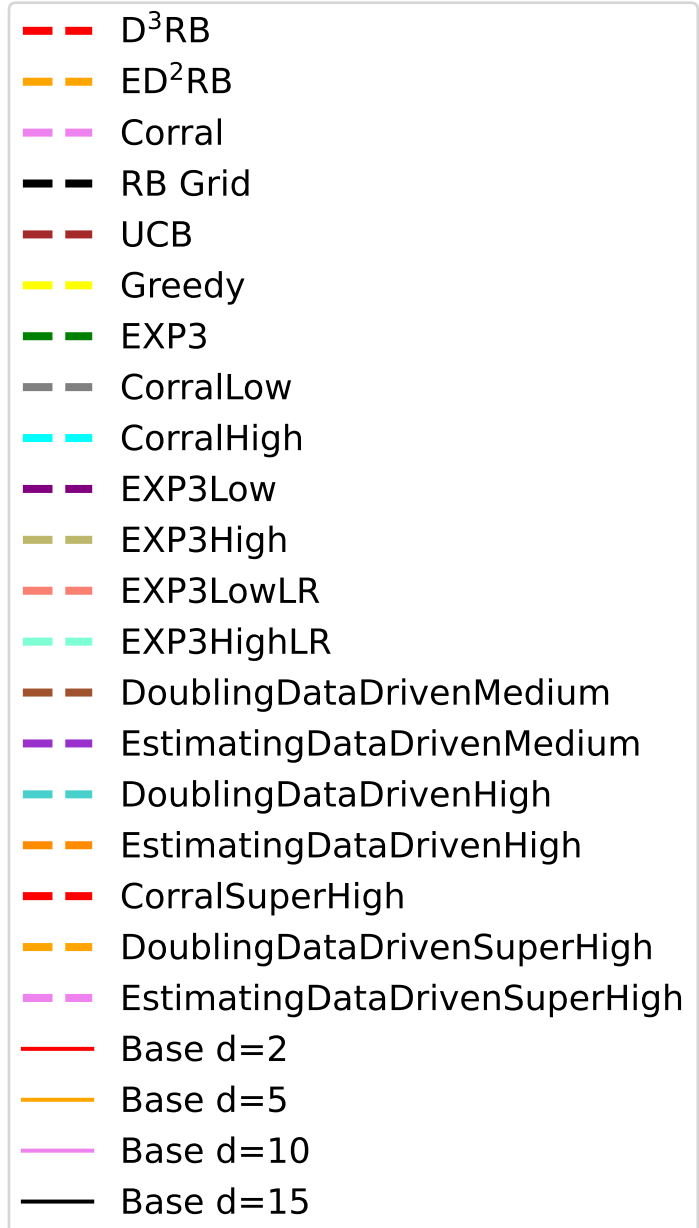 D³RB
ED²RB
Corral
RB Grid
UCB
Greedy
EXP3
CorralLow
CorralHigh
EXP3Low
EXP3High
EXP3LowLR
EXP3HighLR
DoublingDataDrivenMedium
EstimatingDataDrivenMedium
DoublingDataDrivenHigh
EstimatingDataDrivenHigh
CorralSuperHigh
DoublingDataDrivenSuperHigh
EstimatingDataDrivenSuperHigh
Base d=2
Base d=5
Base d=10
Base d=15